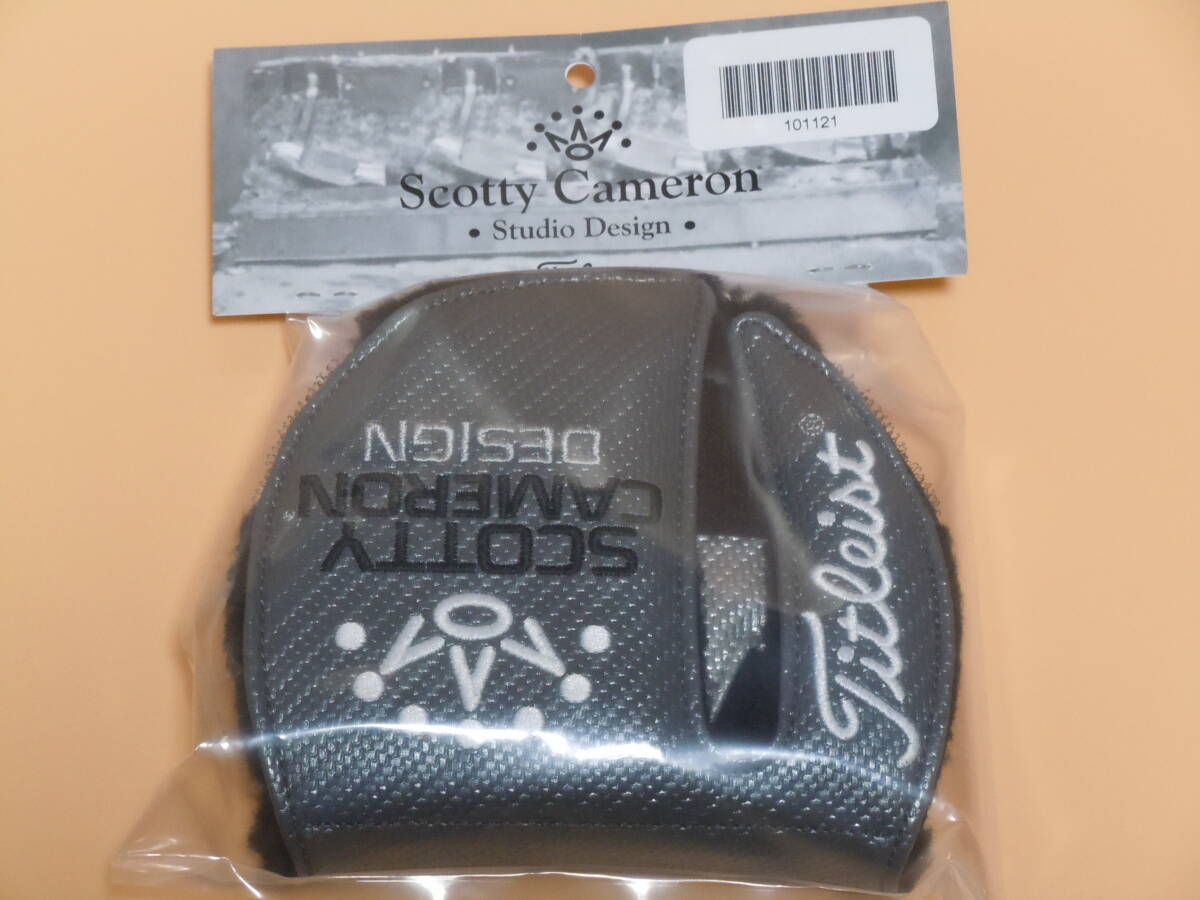 101121
Scotty Cameron
• Studio Design •
SCOTTY
CAMERON
DESIGN
Titleist®